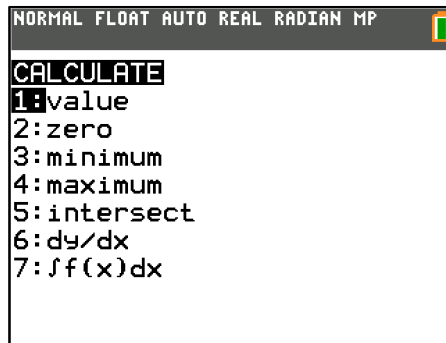 NORMAL FLOAT AUTO REAL RADIAN MP
CALCULATE
1:value
2:zero
3:minimum
4:maximum
5:intersect
6:dy/dx
7:∫f(x)dx